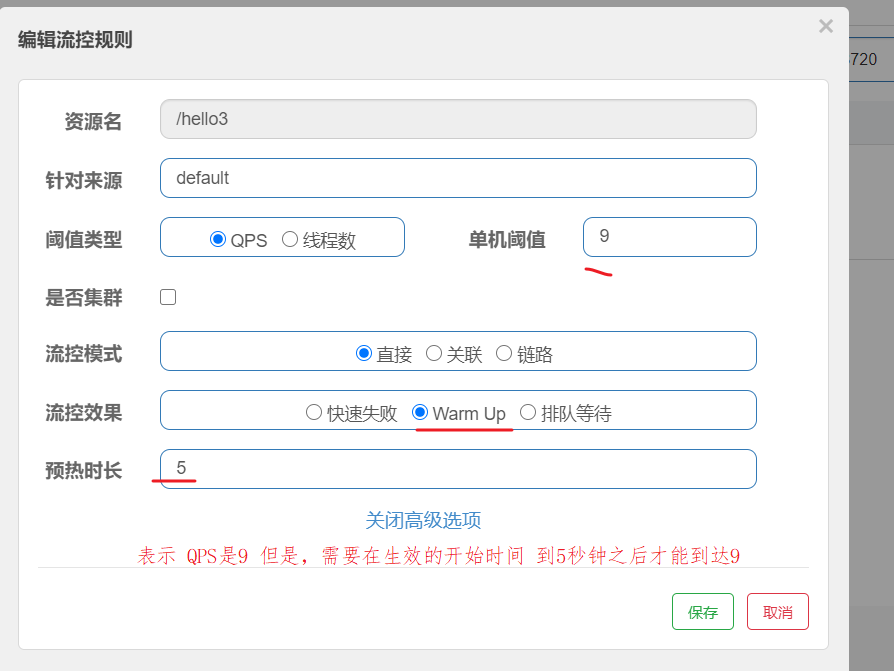 编辑流控规则
×
720
资源名 /hello3
针对来源 default
阈值类型 QPS 线程数 单机阈值 9
是否集群
流控模式 直接 关联 链路
流控效果 快速失败 Warm Up 排队等待
预热时长 5
关闭高级选项
表示 QPS是9 但是，需要在生效的开始时间 到5秒钟之后才能到达9
保存 取消